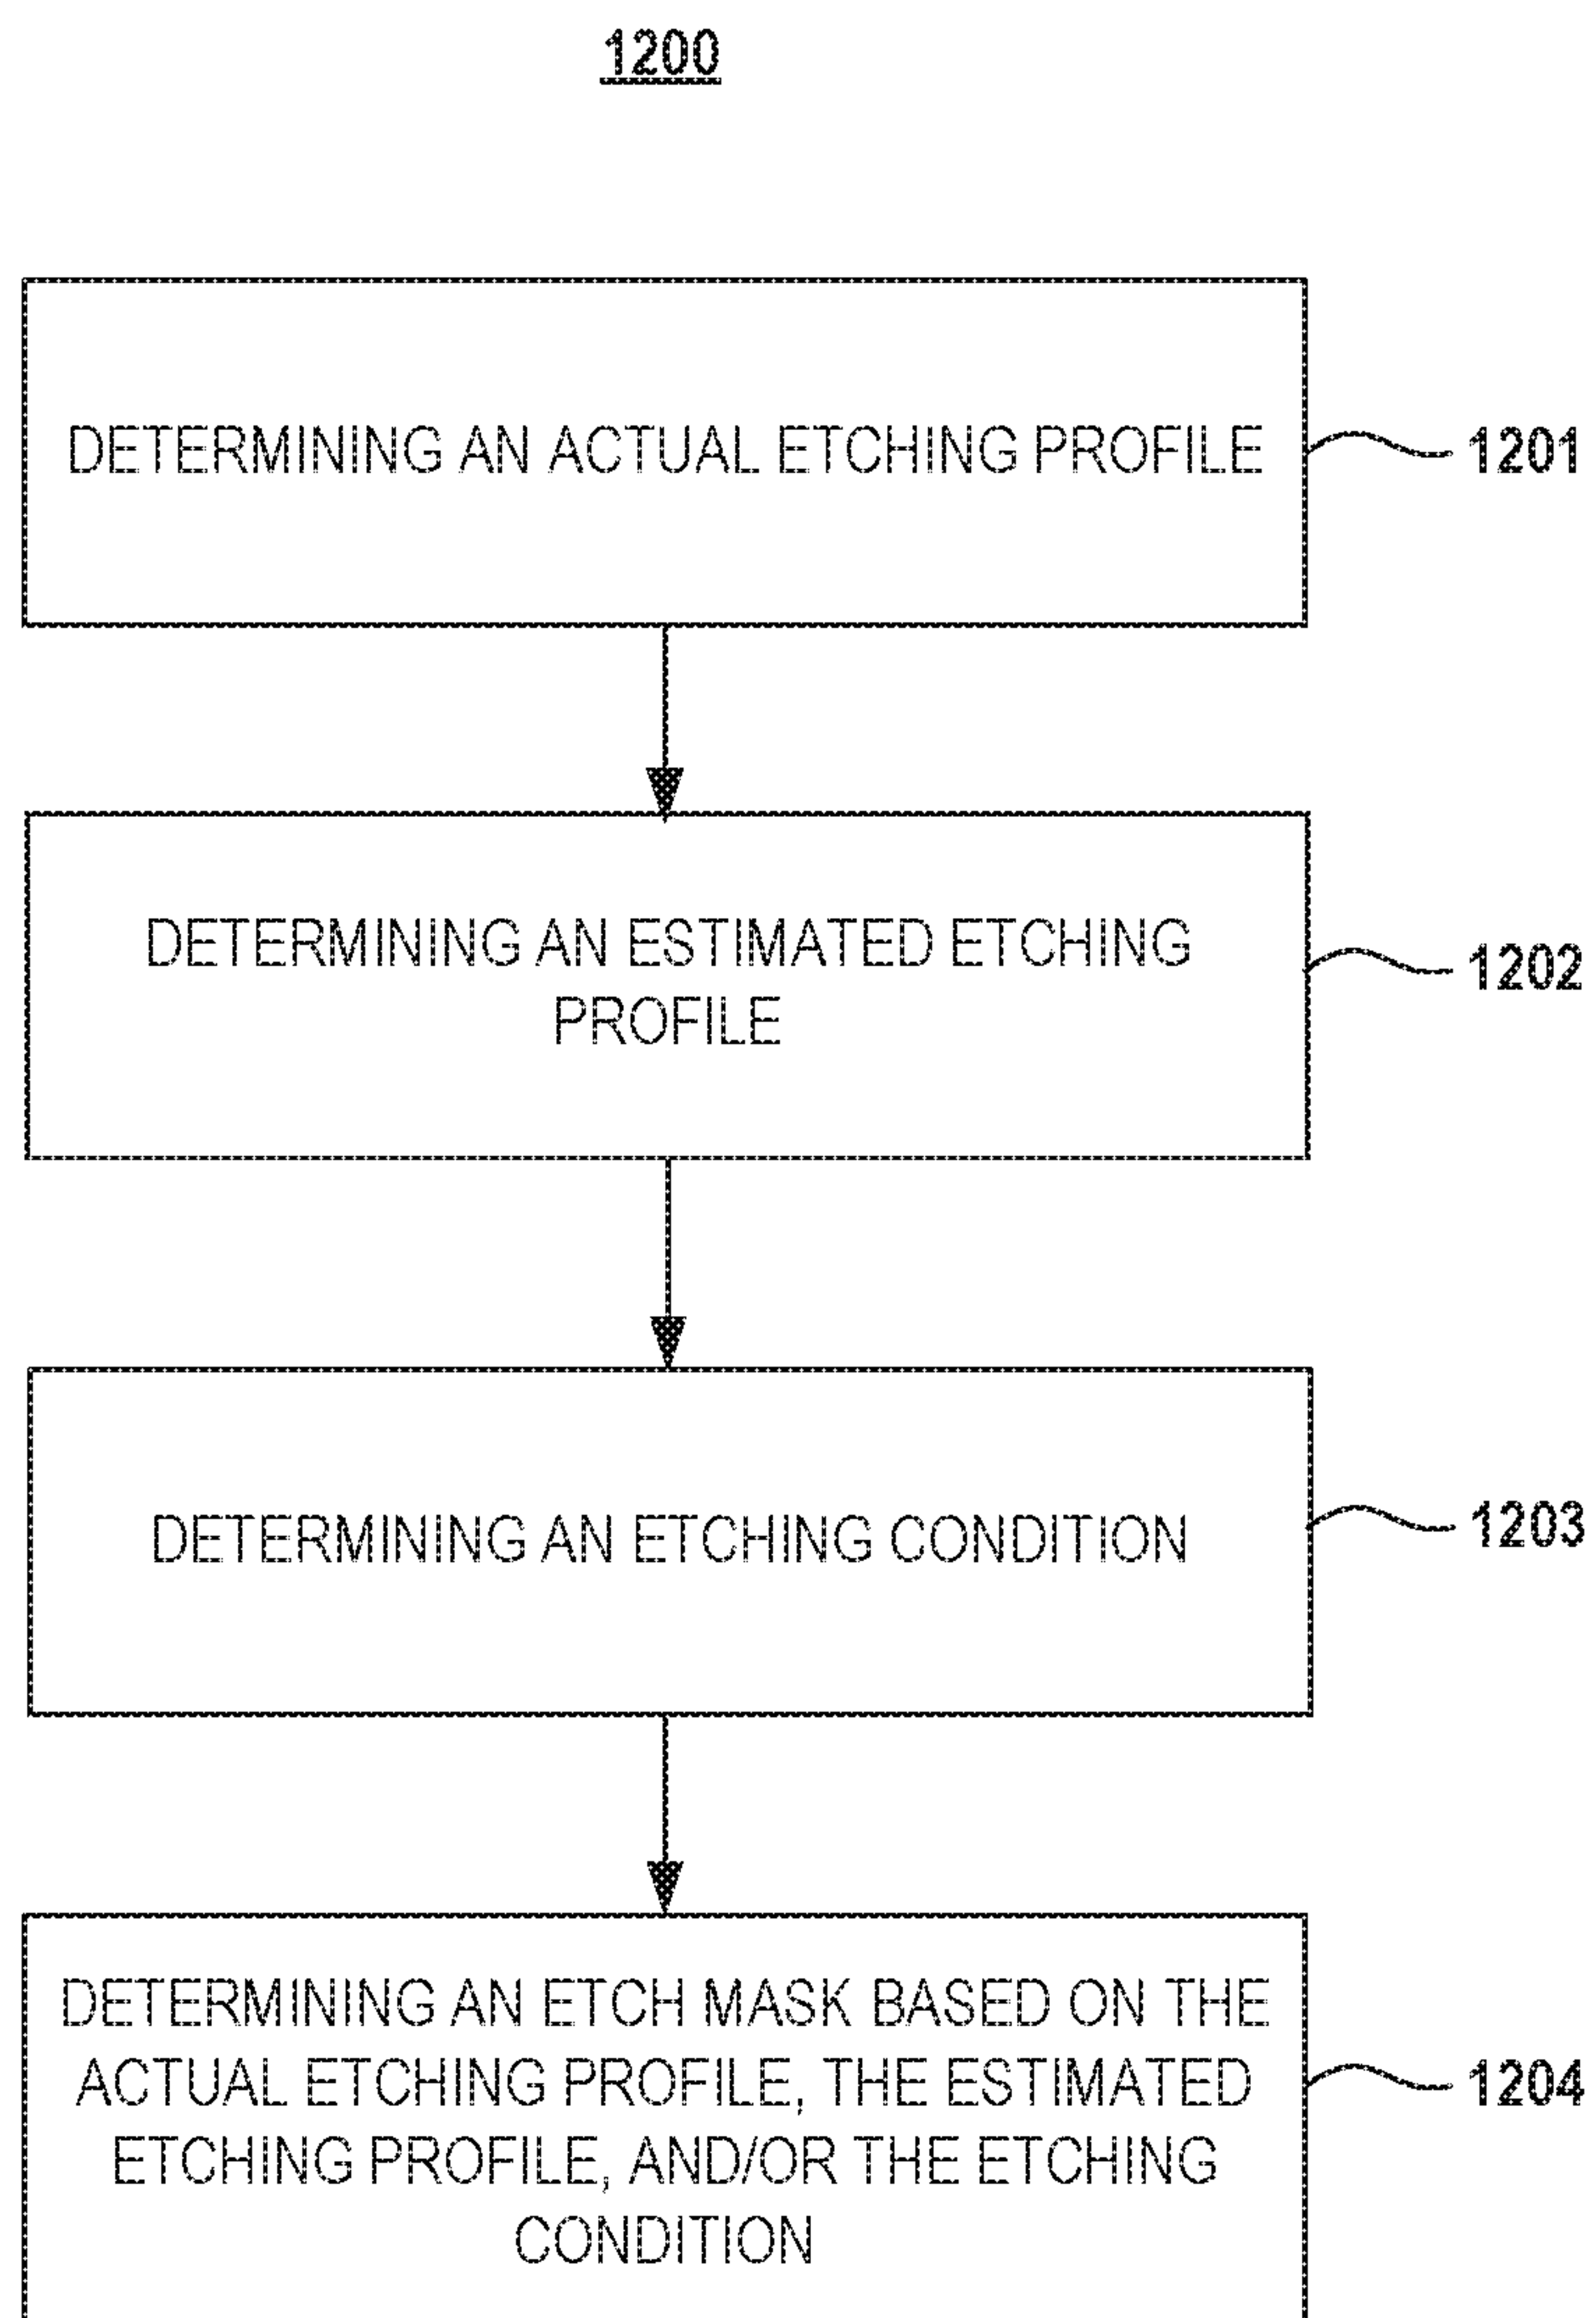 1200
DETERMINING AN ACTUAL ETCHING PROFILE
1201
DETERMINING AN ESTIMATED ETCHING
PROFILE
1202
DETERMINING AN ETCHING CONDITION
1203
DETERMINING AN ETCH MASK BASED ON THE
ACTUAL ETCHING PROFILE, THE ESTIMATED
ETCHING PROFILE, AND/OR THE ETCHING
CONDITION
1204